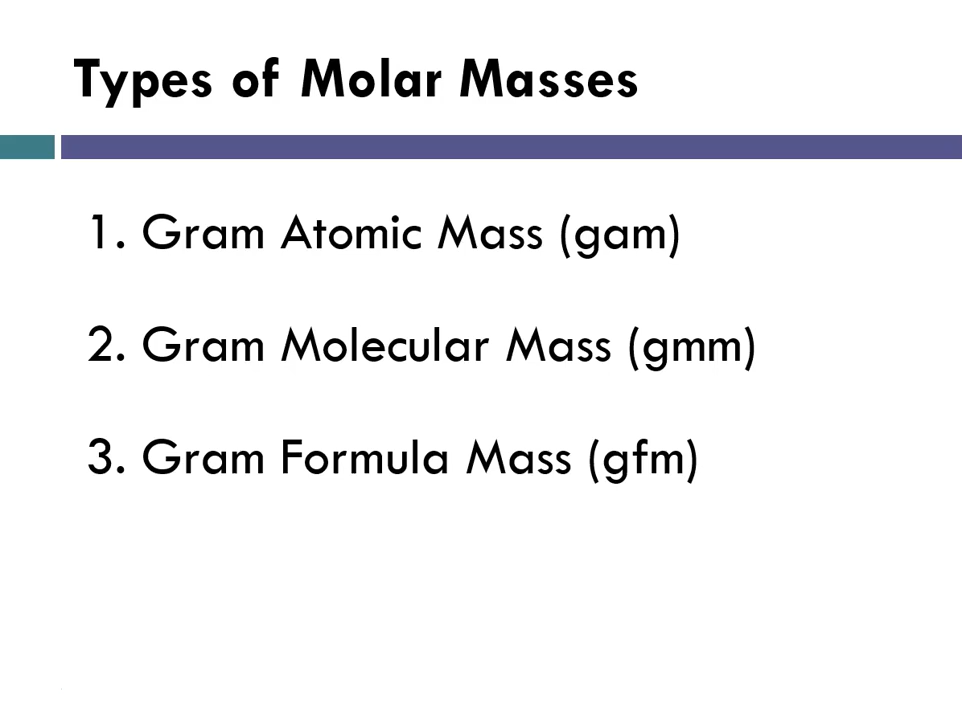 Types of Molar Masses
1. Gram Atomic Mass (gam)
2. Gram Molecular Mass (gmm)
3. Gram Formula Mass (gfm)